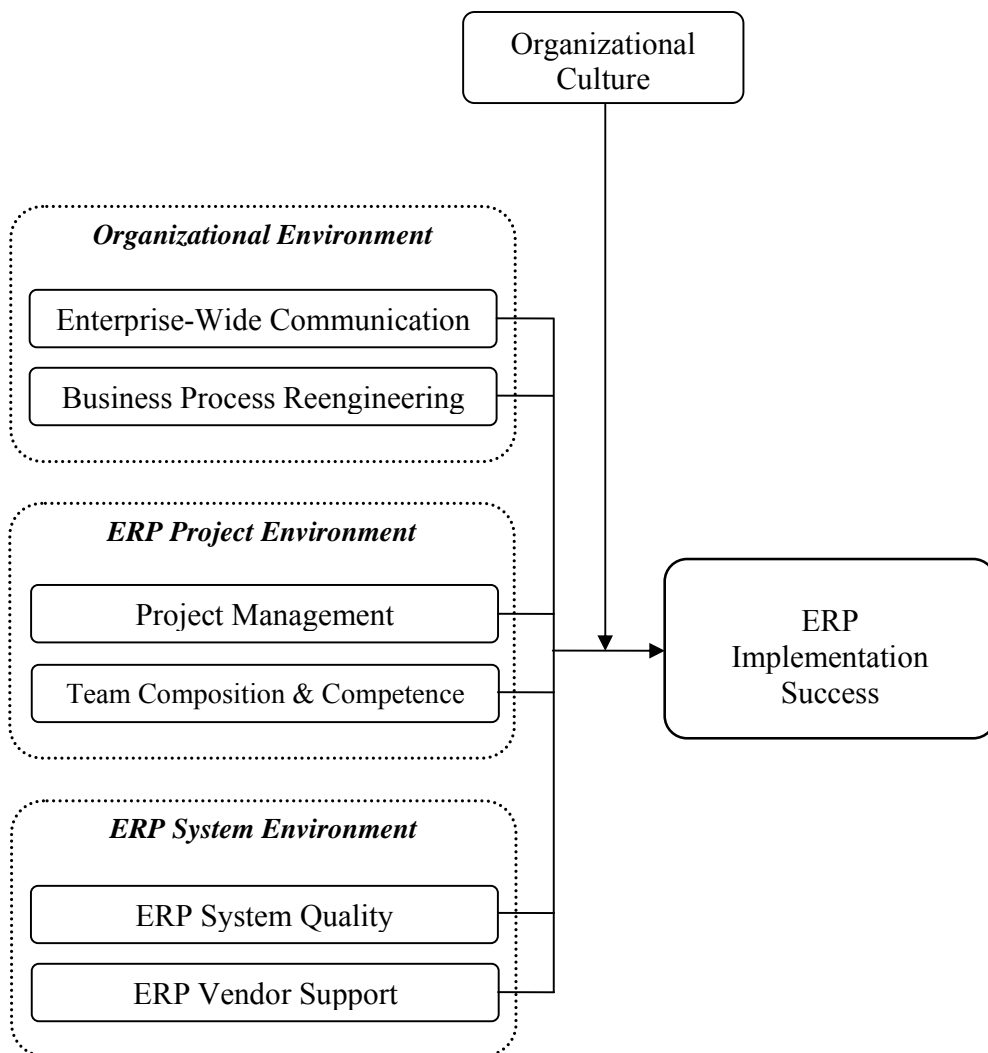 Organizational
Culture
Organizational Environment
Enterprise-Wide Communication
Business Process Reengineering
ERP Project Environment
Project Management
Team Composition & Competence
ERP
Implementation
Success
ERP System Environment
ERP System Quality
ERP Vendor Support